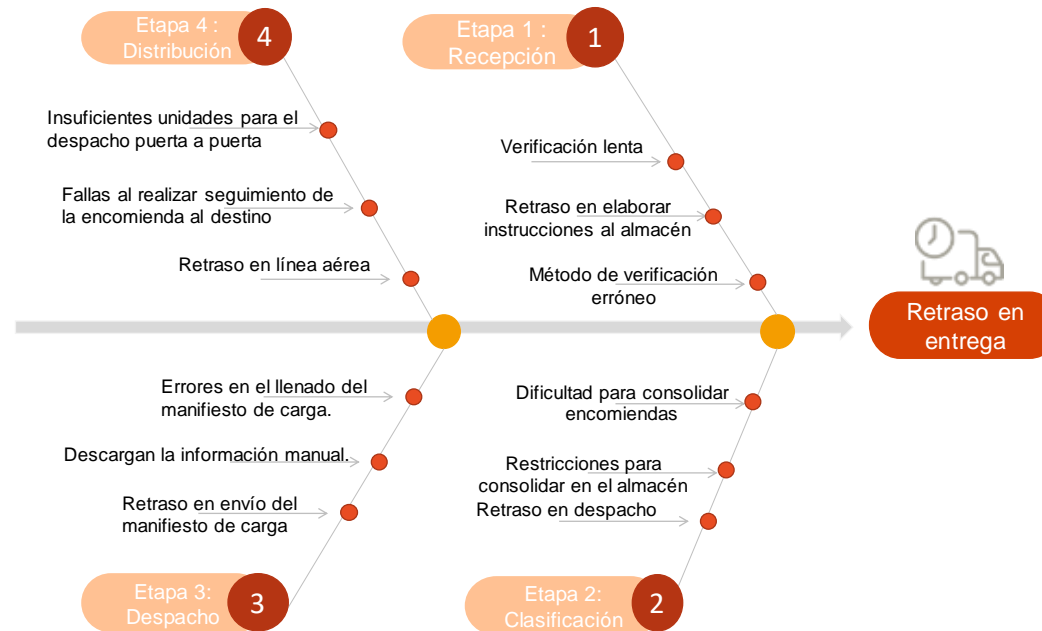 Etapa 4 :
Distribución
4
Etapa 1 :
Recepción
1
Insuficientes unidades para el
despacho puerta a puerta
Fallas al realizar seguimiento de
la encomienda al destino
Retraso en línea aérea
Verificación lenta
Retraso en elaborar
instrucciones al almacén
Método de verificación
erróneo
Retraso en
entrega
Errores en el llenado del
manifiesto de carga.
Descargan la información manual.
Retraso en envío del
manifiesto de carga
Dificultad para consolidar
encomiendas
Restricciones para
consolidar en el almacén
Retraso en despacho
Etapa 3:
Despacho
3
Etapa 2:
Clasificación
2